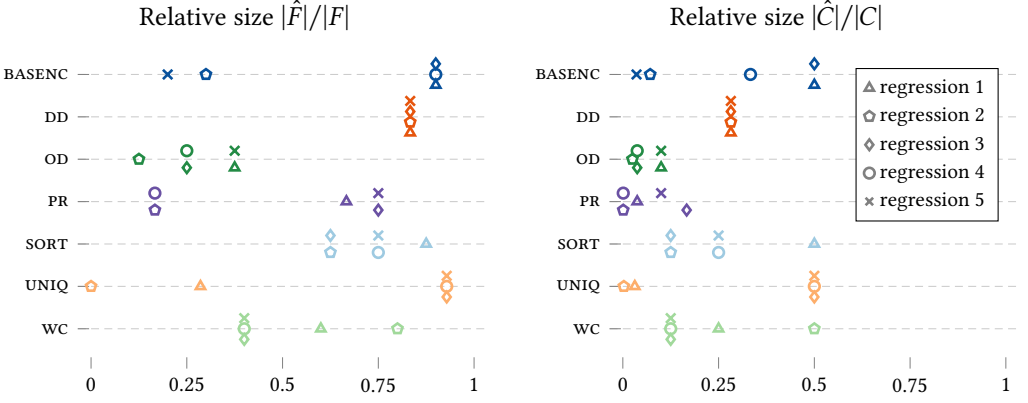 Relative size |F̂|/|F|
BASENC
DD
OD
PR
SORT
UNIQ
WC
0 0.25 0.5 0.75 1
Relative size |Ĉ|/|C|
BASENC
DD
OD
PR
SORT
UNIQ
WC
0 0.25 0.5 0.75 1
regression 1
regression 2
regression 3
regression 4
regression 5